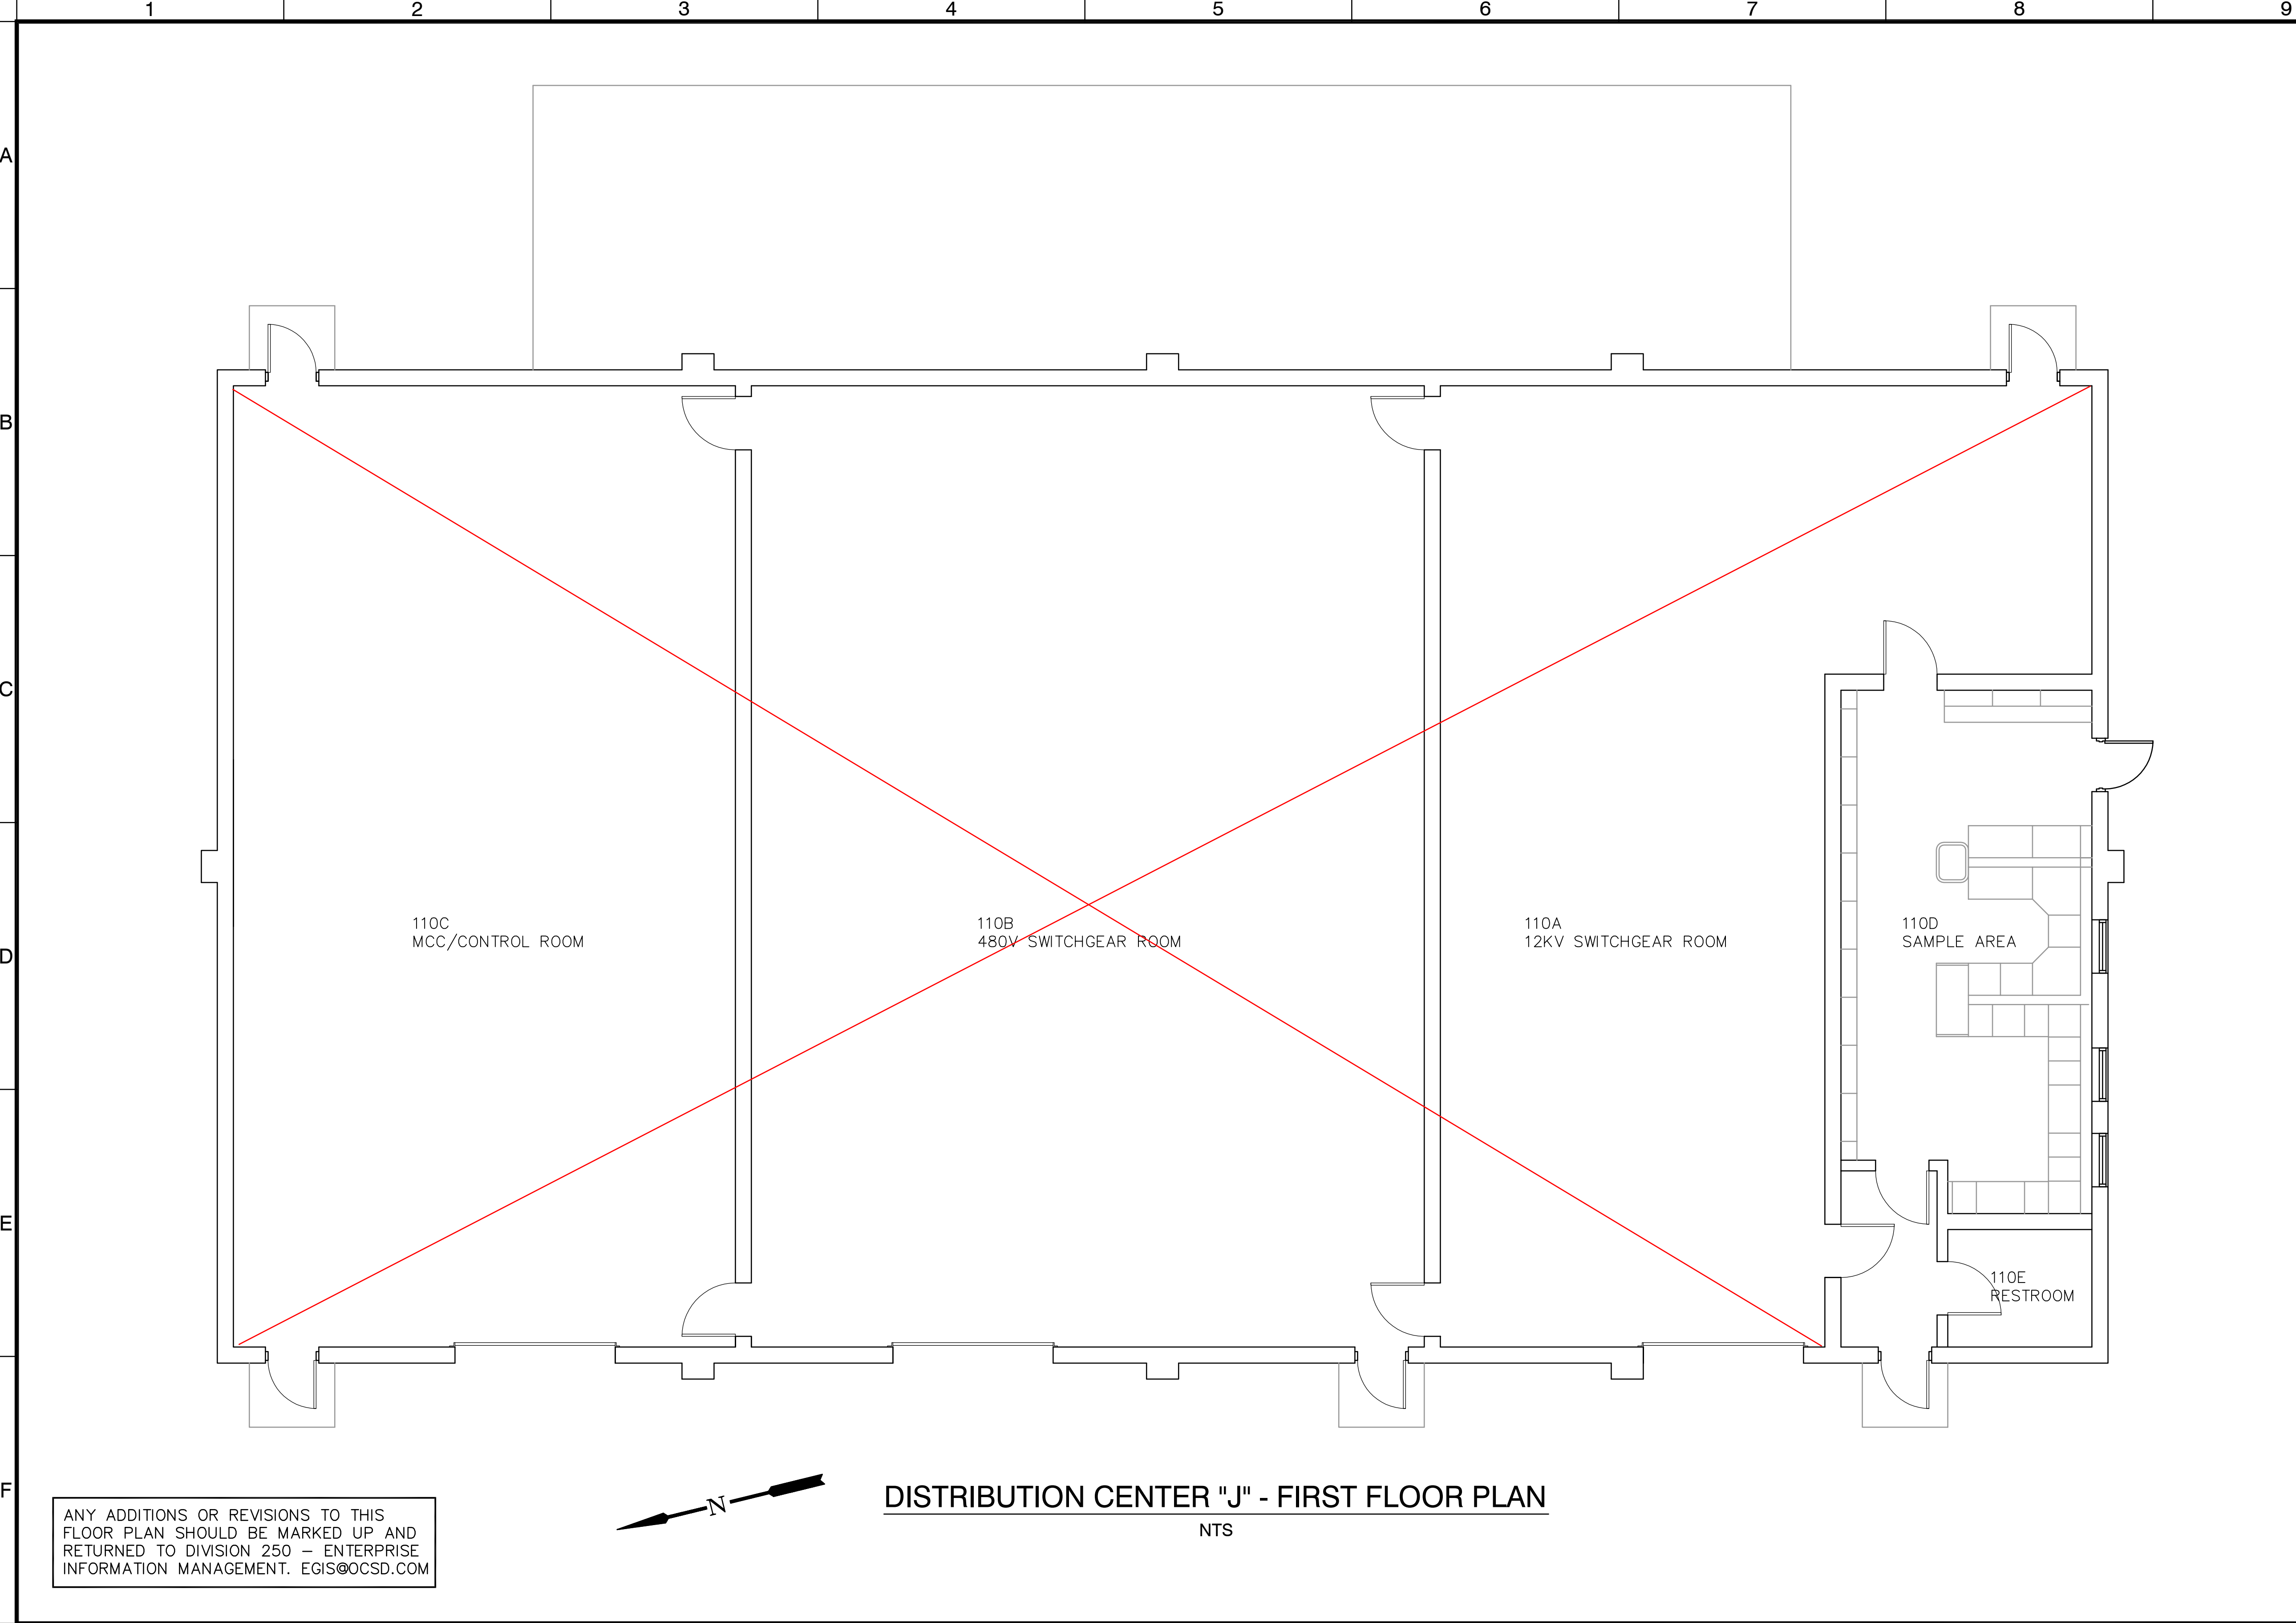 1 2 3 4 5 6 7 8 9
A
B
C
D
E
F
110C
MCC/CONTROL ROOM
110B
480V SWITCHGEAR ROOM
110A
12KV SWITCHGEAR ROOM
110D
SAMPLE AREA
110E
RESTROOM
N
DISTRIBUTION CENTER "J" - FIRST FLOOR PLAN
NTS
ANY ADDITIONS OR REVISIONS TO THIS
FLOOR PLAN SHOULD BE MARKED UP AND
RETURNED TO DIVISION 250 – ENTERPRISE
INFORMATION MANAGEMENT. EGIS@OCSD.COM